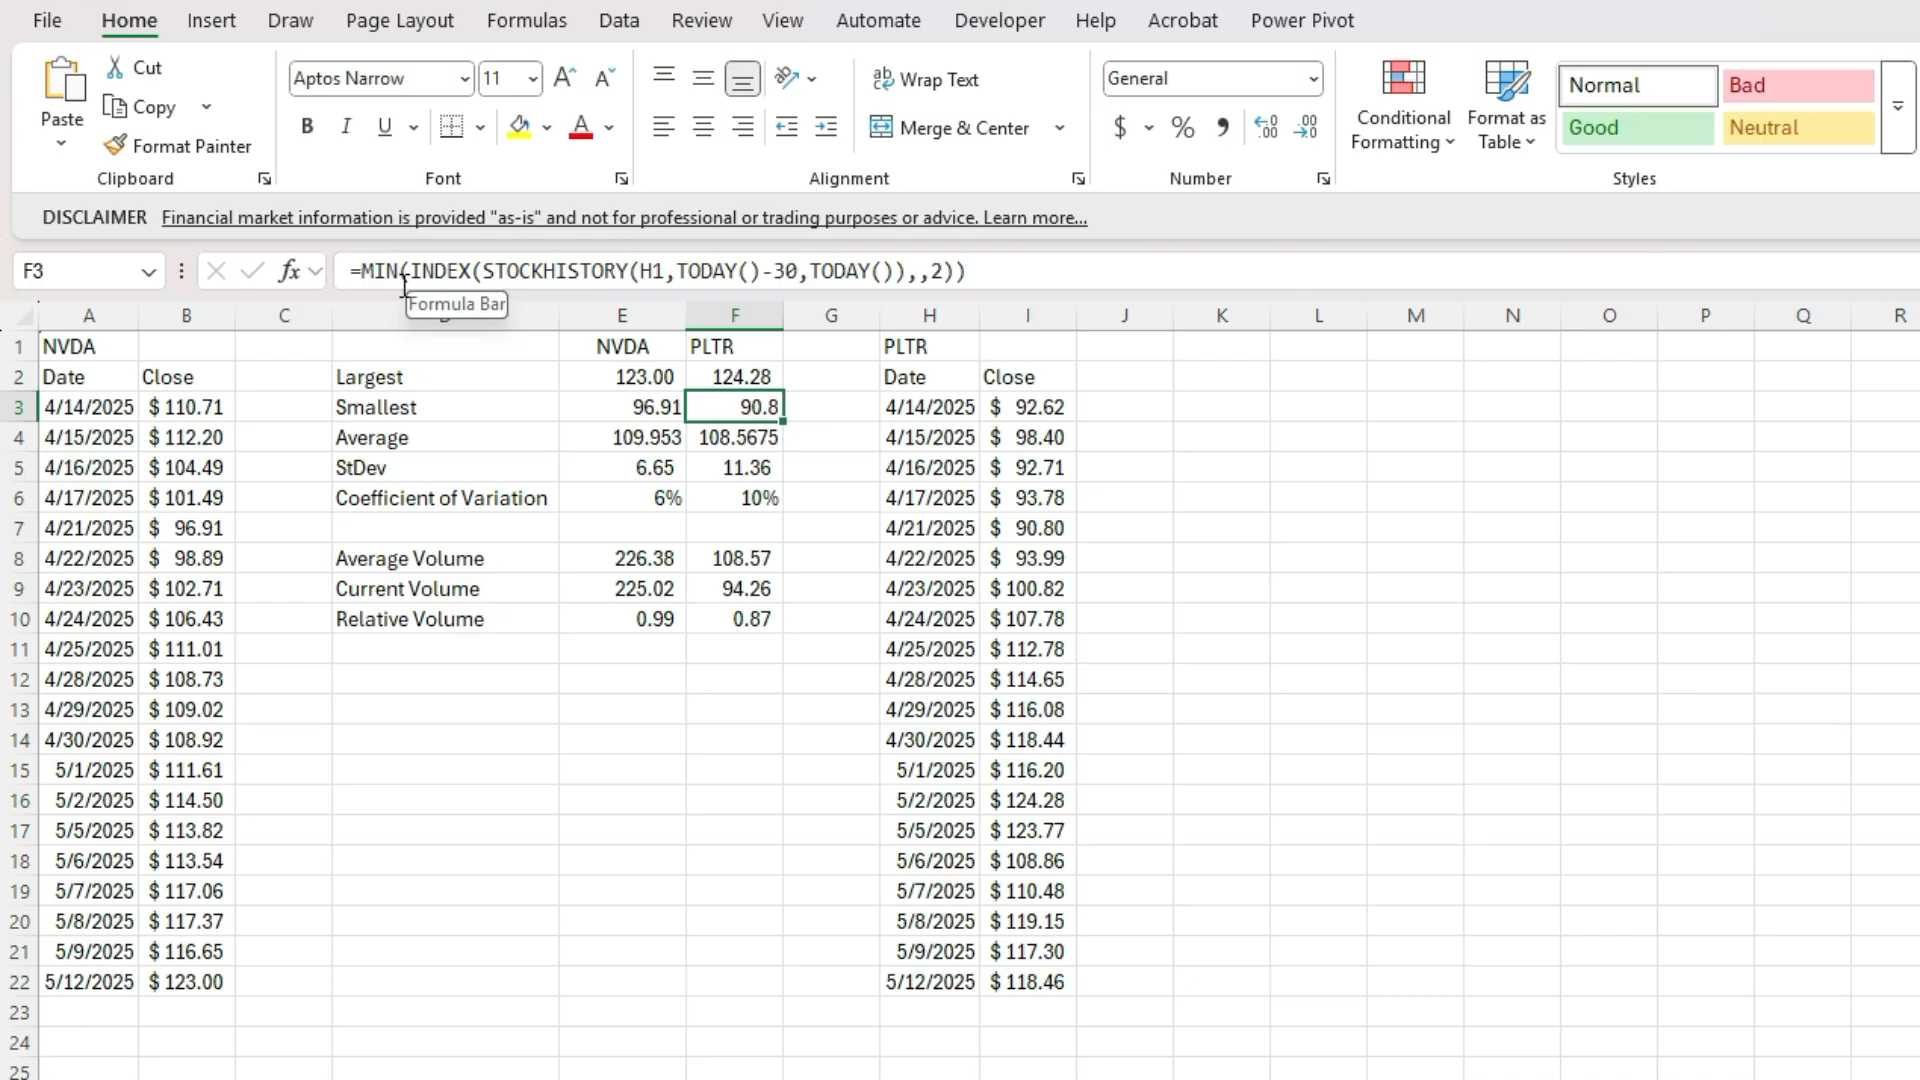 File Home Insert Draw Page Layout Formulas Data Review View Automate Developer Help Acrobat Power Pivot
Paste
Cut
Copy
Format Painter
Clipboard
Aptos Narrow 11
B I U
Font
Wrap Text
Merge & Center
Alignment
General
$ % 9
Number
Conditional Formatting
Format as Table
Normal Bad
Good Neutral
Styles
DISCLAIMER Financial market information is provided "as-is" and not for professional or trading purposes or advice. Learn more...
F3 fx =MIN(INDEX(STOCKHISTORY(H1,TODAY()-30,TODAY()),,2))
Formula Bar
A B C E F G H I J K L M N O P Q R
1 NVDA NVDA PLTR PLTR
2 Date Close Largest 123.00 124.28 Date Close
3 4/14/2025 $ 110.71 Smallest 96.91 90.8 4/14/2025 $ 92.62
4 4/15/2025 $ 112.20 Average 109.953 108.5675 4/15/2025 $ 98.40
5 4/16/2025 $ 104.49 StDev 6.65 11.36 4/16/2025 $ 92.71
6 4/17/2025 $ 101.49 Coefficient of Variation 6% 10% 4/17/2025 $ 93.78
7 4/21/2025 $ 96.91 4/21/2025 $ 90.80
8 4/22/2025 $ 98.89 Average Volume 226.38 108.57 4/22/2025 $ 93.99
9 4/23/2025 $ 102.71 Current Volume 225.02 94.26 4/23/2025 $ 100.82
10 4/24/2025 $ 106.43 Relative Volume 0.99 0.87 4/24/2025 $ 107.78
11 4/25/2025 $ 111.01 4/25/2025 $ 112.78
12 4/28/2025 $ 108.73 4/28/2025 $ 114.65
13 4/29/2025 $ 109.02 4/29/2025 $ 116.08
14 4/30/2025 $ 108.92 4/30/2025 $ 118.44
15 5/1/2025 $ 111.61 5/1/2025 $ 116.20
16 5/2/2025 $ 114.50 5/2/2025 $ 124.28
17 5/5/2025 $ 113.82 5/5/2025 $ 123.77
18 5/6/2025 $ 113.54 5/6/2025 $ 108.86
19 5/7/2025 $ 117.06 5/7/2025 $ 110.48
20 5/8/2025 $ 117.37 5/8/2025 $ 119.15
21 5/9/2025 $ 116.65 5/9/2025 $ 117.30
22 5/12/2025 $ 123.00 5/12/2025 $ 118.46
23
24
25